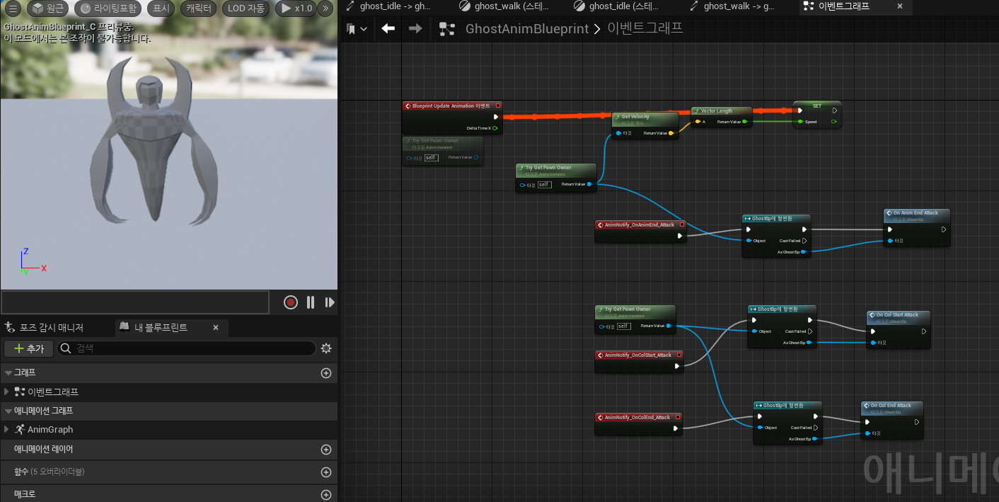 원근
라이팅포함
표시
캐릭터
LOD 자동
x1.0
GhostAnimBlueprint_C 프리뷰중.
이 모드에서는 본 조작이 불가능합니다.
Z
X
Y
ghost_idle -> gh...
ghost_walk (스테...
ghost_idle (스테...
ghost_walk -> g...
이벤트그래프
GhostAnimBlueprint > 이벤트그래프
Blueprint Update Animation 이벤트
Delta Time X
Try Get Pawn Owner
타깃은 Anim Instance
타깃 self
Return Value
Get Velocity
타깃은 액터
타깃
Return Value
Vector Length
A
Return Value
SET
Speed
Try Get Pawn Owner
타깃은 Anim Instance
타깃 self
Return Value
AnimNotify_OnAnimEnd_Attack
GhostBp에 형변환
Object
Cast Failed
As Ghost Bp
On Anim End Attack
타깃은 Ghost Bp
타깃
Try Get Pawn Owner
타깃은 Anim Instance
타깃 self
Return Value
GhostBp에 형변환
Object
Cast Failed
As Ghost Bp
On Col Start Attack
타깃은 Ghost Bp
타깃
AnimNotify_OnColStart_Attack
AnimNotify_OnColEnd_Attack
GhostBp에 형변환
Object
Cast Failed
As Ghost Bp
On Col End Attack
타깃은 Ghost Bp
타깃
포즈 감시 매니저
내 블루프린트
추가
검색
그래프
이벤트그래프
애니메이션 그래프
AnimGraph
애니메이션 레이어
함수 (5 오버라이더블)
매크로
애니메이